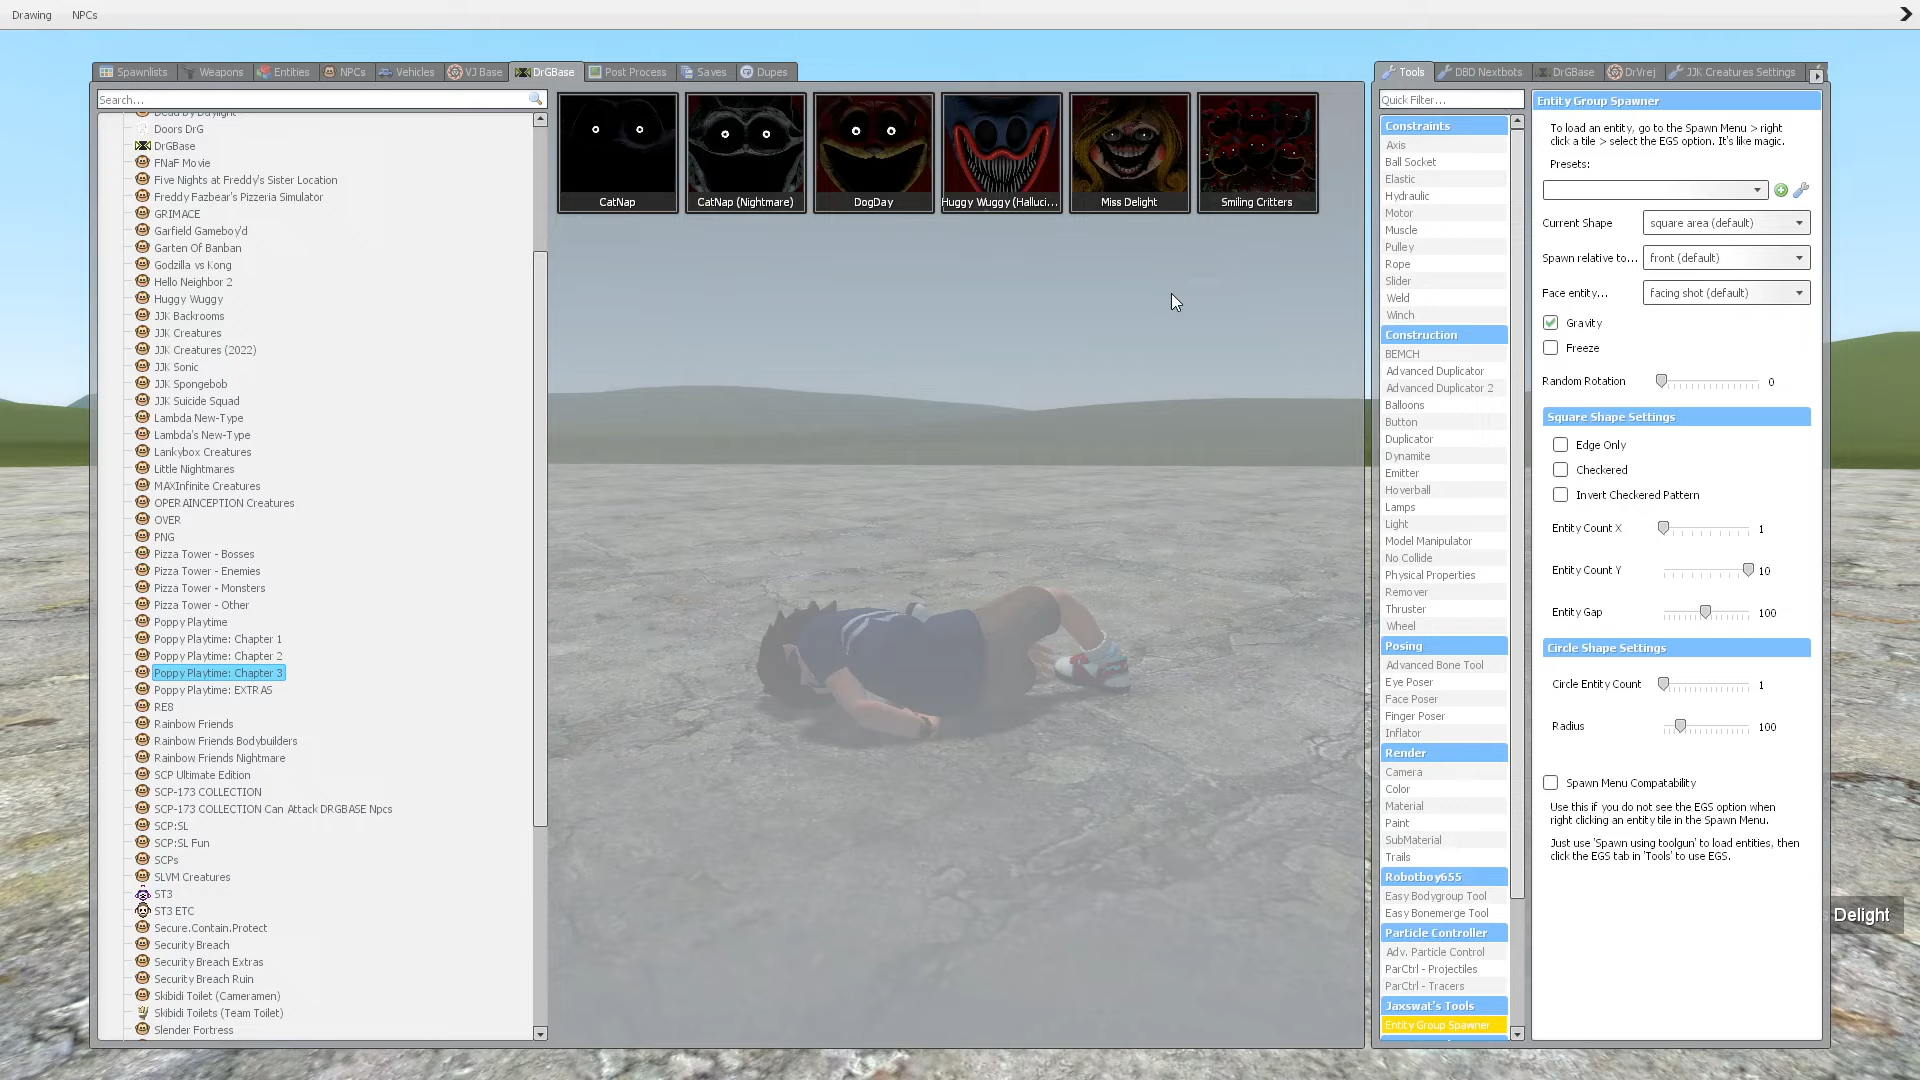 Drawing NPCs
Spawnlists Weapons Entities NPCs Vehicles VJ Base DrGBase Post Process Saves Dupes
Search...
Dead By Daylight
Doors DrG
DrGBase
FNaF Movie
Five Nights at Freddy's Sister Location
Freddy Fazbear's Pizzeria Simulator
GRIMACE
Garfield Gameboy'd
Garten Of Banban
Godzilla vs Kong
Hello Neighbor 2
Huggy Wuggy
JJK Backrooms
JJK Creatures
JJK Creatures (2022)
JJK Sonic
JJK Spongebob
JJK Suicide Squad
Lambda New-Type
Lambda's New-Type
Lankybox Creatures
Little Nightmares
MAXInfinite Creatures
OPERAINCEPTION Creatures
OVER
PNG
Pizza Tower - Bosses
Pizza Tower - Enemies
Pizza Tower - Monsters
Pizza Tower - Other
Poppy Playtime
Poppy Playtime: Chapter 1
Poppy Playtime: Chapter 2
Poppy Playtime: Chapter 3
Poppy Playtime: EXTRAS
RE8
Rainbow Friends
Rainbow Friends Bodybuilders
Rainbow Friends Nightmare
SCP Ultimate Edition
SCP-173 COLLECTION
SCP-173 COLLECTION Can Attack DRGBASE Npcs
SCP:SL
SCP:SL Fun
SCPs
SLVM Creatures
ST3
ST3 ETC
Secure.Contain.Protect
Security Breach
Security Breach Extras
Security Breach Ruin
Skibidi Toilet (Cameramen)
Skibidi Toilets (Team Toilet)
Slender Fortress
CatNap
CatNap (Nightmare)
DogDay
Huggy Wuggy (Halluci...
Miss Delight
Smiling Critters
Tools DBD Nextbots DrGBase DrVrej JJK Creatures Settings
Quick Filter...
Constraints
Axis
Ball Socket
Elastic
Hydraulic
Motor
Muscle
Pulley
Rope
Slider
Weld
Winch
Construction
BEMCH
Advanced Duplicator
Advanced Duplicator 2
Balloons
Button
Duplicator
Dynamite
Emitter
Hoverball
Lamps
Light
Model Manipulator
No Collide
Physical Properties
Remover
Thruster
Wheel
Posing
Advanced Bone Tool
Eye Poser
Face Poser
Finger Poser
Inflator
Render
Camera
Color
Material
Paint
SubMaterial
Trails
Robotboy655
Easy Bodygroup Tool
Easy Bonemerge Tool
Particle Controller
Adv. Particle Control
ParCtrl - Projectiles
ParCtrl - Tracers
Jaxswat's Tools
Entity Group Spawner
Entity Group Spawner
To load an entity, go to the Spawn Menu > right
click a tile > select the EGS option. It's like magic.
Presets:
Current Shape square area (default)
Spawn relative to... front (default)
Face entity... facing shot (default)
Gravity
Freeze
Random Rotation 0
Square Shape Settings
Edge Only
Checkered
Invert Checkered Pattern
Entity Count X 1
Entity Count Y 10
Entity Gap 100
Circle Shape Settings
Circle Entity Count 1
Radius 100
Spawn Menu Compatability
Use this if you do not see the EGS option when
right clicking an entity tile in the Spawn Menu.
Just use 'Spawn using toolgun' to load entities, then
click the EGS tab in 'Tools' to use EGS.
Delight